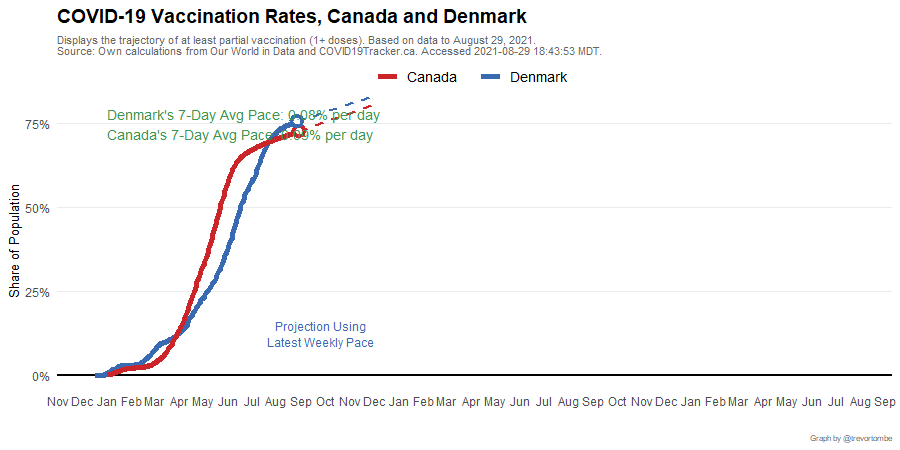 COVID-19 Vaccination Rates, Canada and Denmark
Displays the trajectory of at least partial vaccination (1+ doses). Based on data to August 29, 2021.
Source: Own calculations from Our World in Data and COVID19Tracker.ca. Accessed 2021-08-29 18:43:53 MDT.
Canada Denmark
Denmark's 7-Day Avg Pace: 0.08% per day
Canada's 7-Day Avg Pace: per day
75%
50%
25%
0%
Share of Population
Projection Using
Latest Weekly Pace
Nov Dec Jan Feb Mar Apr May Jun Jul Aug Sep Oct Nov Dec Jan Feb Mar Apr May Jun Jul Aug Sep Oct Nov Dec Jan Feb Mar Apr May Jun Jul Aug Sep
Graph by @trevortombe